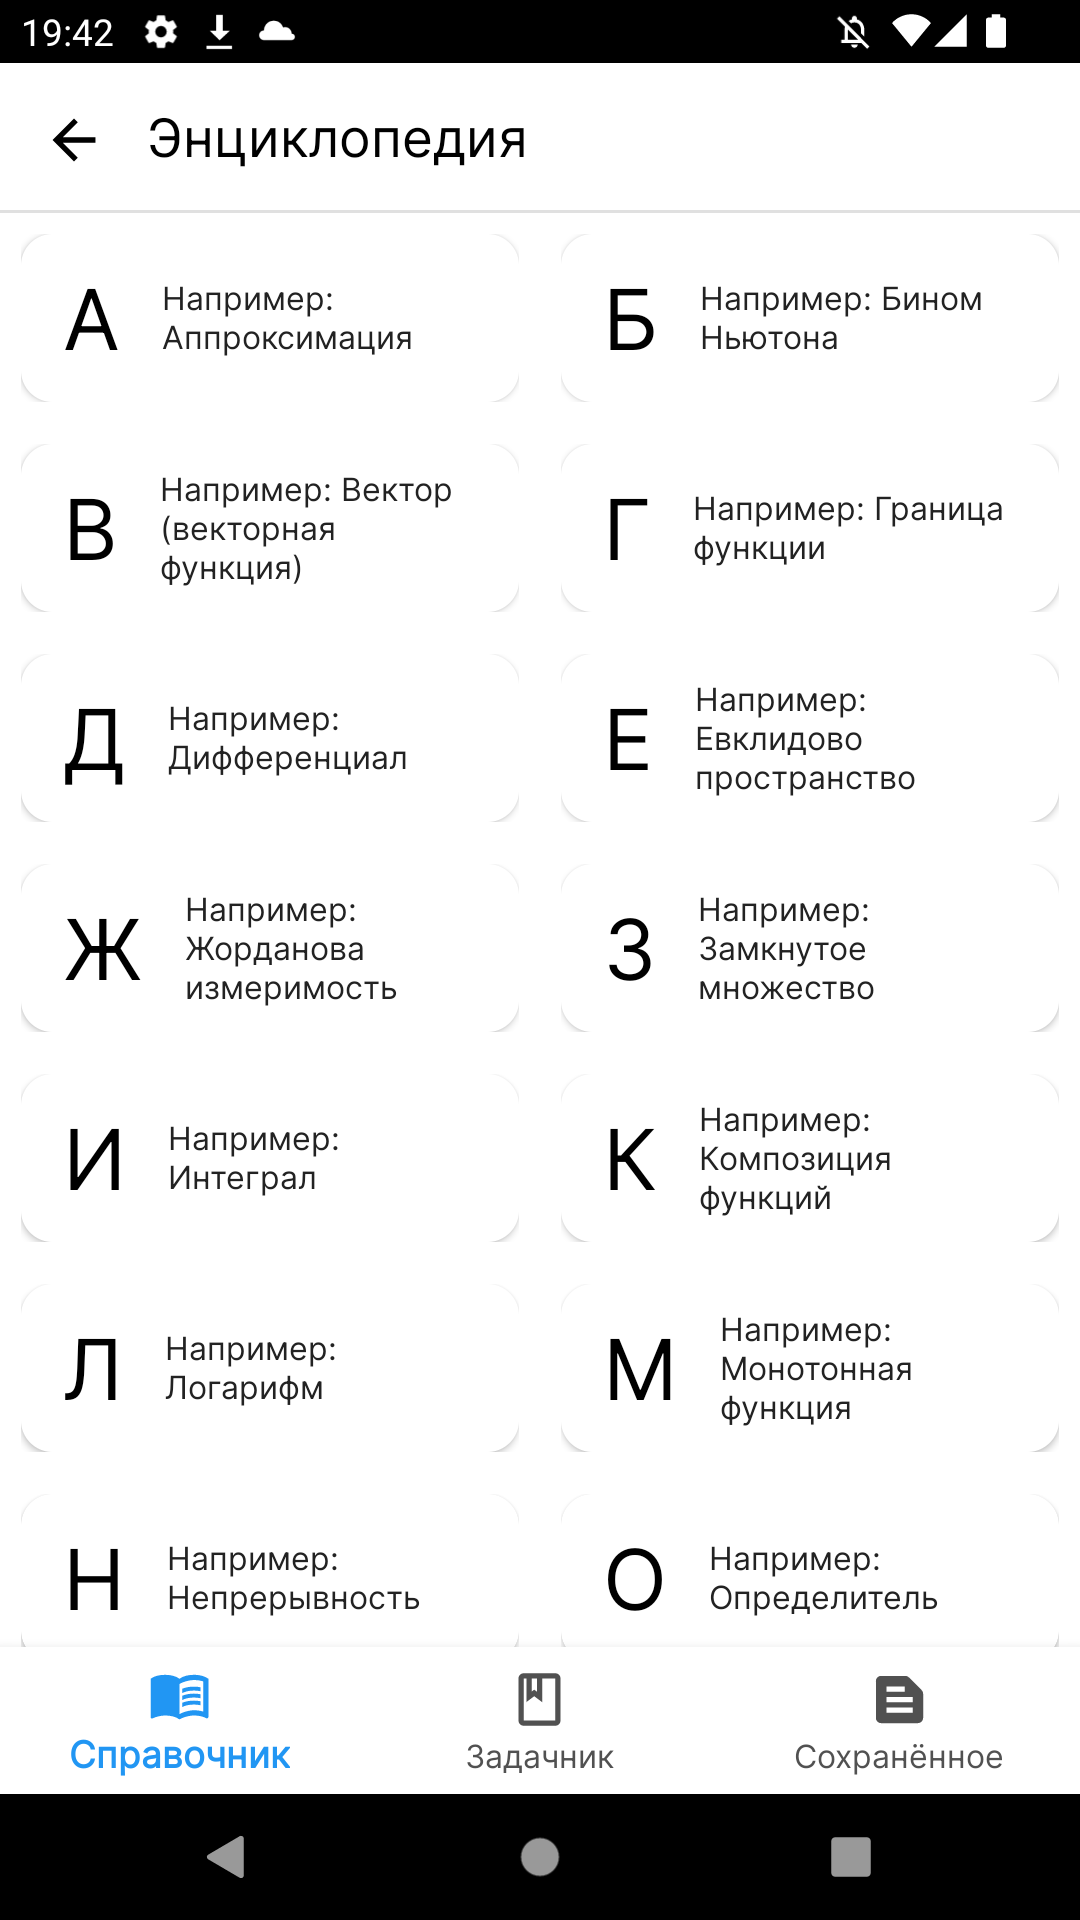 19:42
Энциклопедия
А
Например:
Аппроксимация
Б
Например: Бином
Ньютона
В
Например: Вектор
(векторная
функция)
Г
Например: Граница
функции
Д
Например:
Дифференциал
Е
Например:
Евклидово
пространство
Ж
Например:
Жорданова
измеримость
З
Например:
Замкнутое
множество
И
Например:
Интеграл
К
Например:
Композиция
функций
Л
Например:
Логарифм
М
Например:
Монотонная
функция
Н
Например:
Непрерывность
О
Например:
Определитель
Справочник
Задачник
Сохранённое